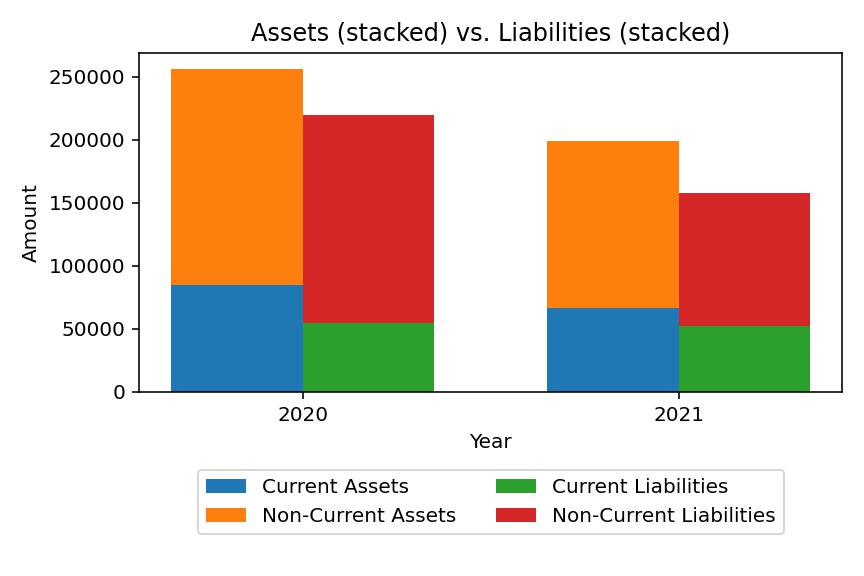 Assets (stacked) vs. Liabilities (stacked)
250000
200000
150000
100000
50000
0
Amount
2020
2021
Year
Current Assets
Non-Current Assets
Current Liabilities
Non-Current Liabilities